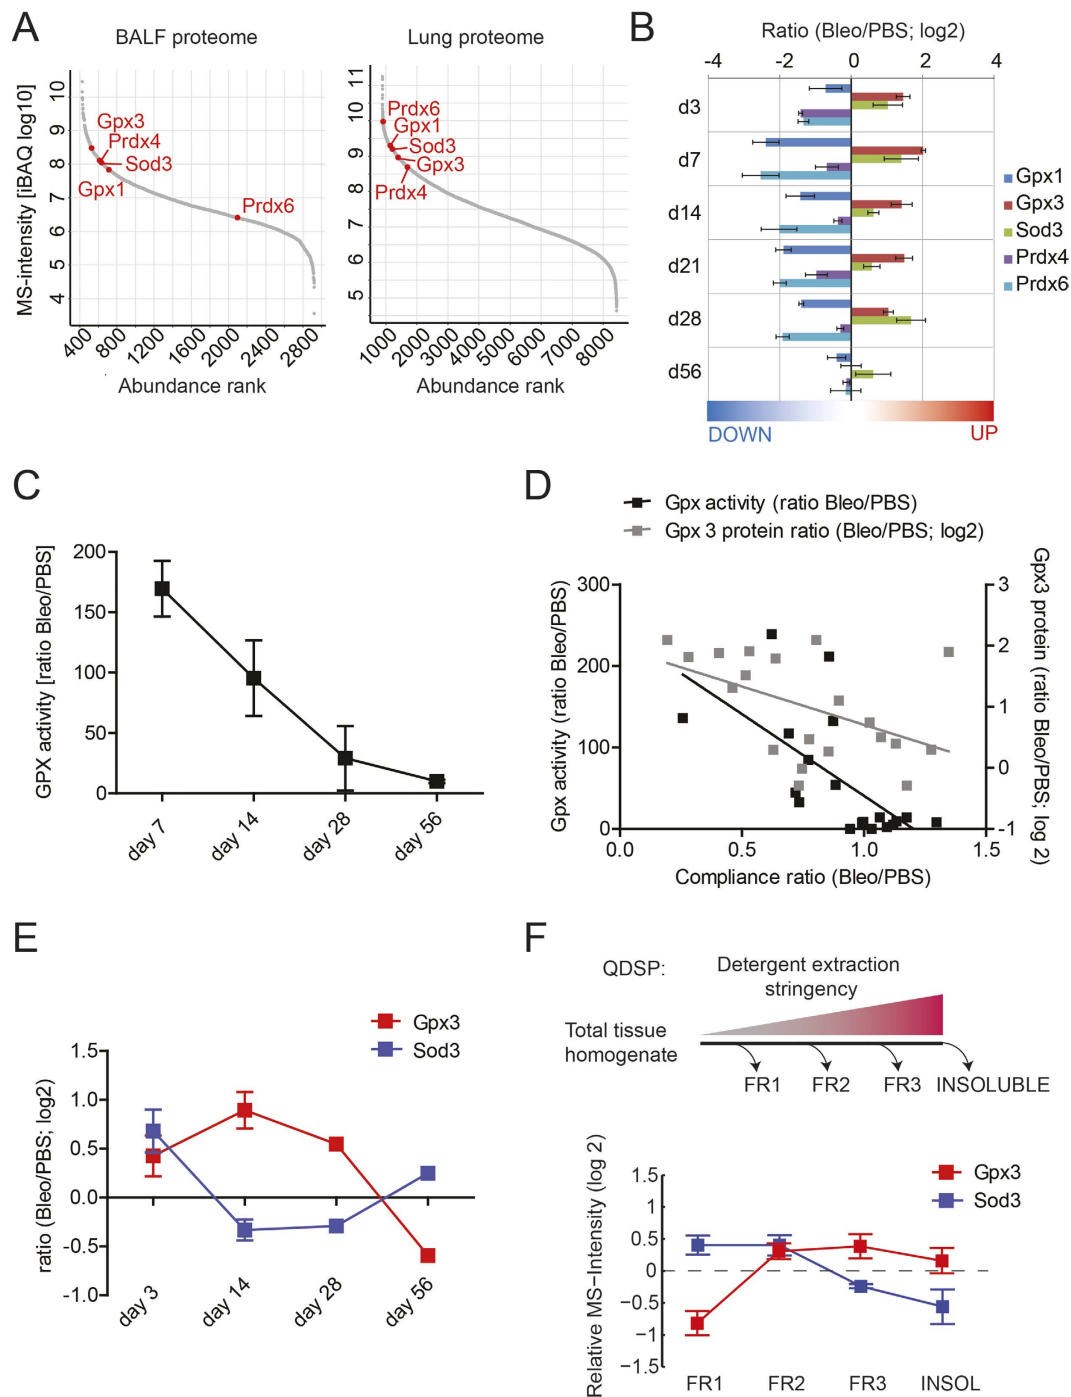 A
BALF proteome
Lung proteome
MS-intensity [iBAQ log10]
10
9
8
7
6
5
4
Gpx3
Prdx4
Sod3
Gpx1
Prdx6
400
800
1200
1600
2000
2400
2800
Abundance rank
11
10
9
8
7
6
5
Prdx6
Gpx1
Sod3
Gpx3
Prdx4
1000
2000
3000
4000
5000
6000
7000
8000
Abundance rank
B
Ratio (Bleo/PBS; log2)
-4 -2 0 2 4
d3
d7
d14
d21
d28
d56
Gpx1
Gpx3
Sod3
Prdx4
Prdx6
DOWN
UP
C
GPX activity [ratio Bleo/PBS]
200
150
100
50
0
day 7
day 14
day 28
day 56
D
Gpx activity (ratio Bleo/PBS)
Gpx 3 protein ratio (Bleo/PBS; log2)
Gpx activity (ratio Bleo/PBS)
300
200
100
0
0.0 0.5 1.0 1.5
Compliance ratio (Bleo/PBS)
3
2
1
0
-1
Gpx3 protein (ratio Bleo/PBS; log 2)
E
Gpx3
Sod3
ratio (Bleo/PBS; log2)
1.5
1.0
0.5
0.0
-0.5
-1.0
day 3
day 14
day 28
day 56
F
QDSP:
Detergent extraction
stringency
Total tissue
homogenate
FR1 FR2 FR3 INSOLUBLE
Gpx3
Sod3
Relative MS−Intensity (log 2)
1.5
1
0.5
0
−0.5
−1
−1.5
FR1 FR2 FR3 INSOL